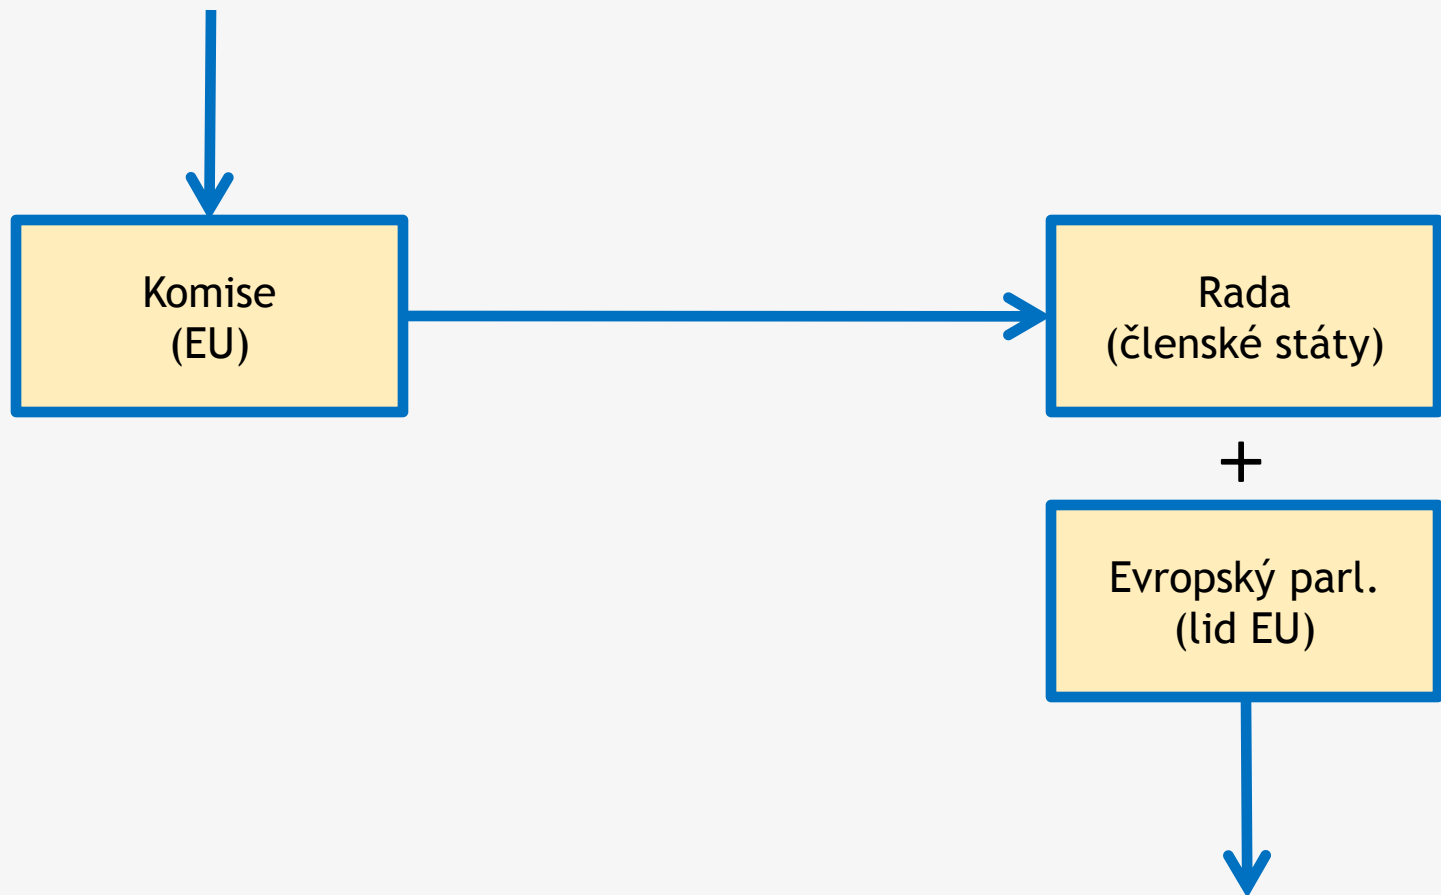 Komise
(EU)
Rada
(členské státy)
+
Evropský parl.
(lid EU)